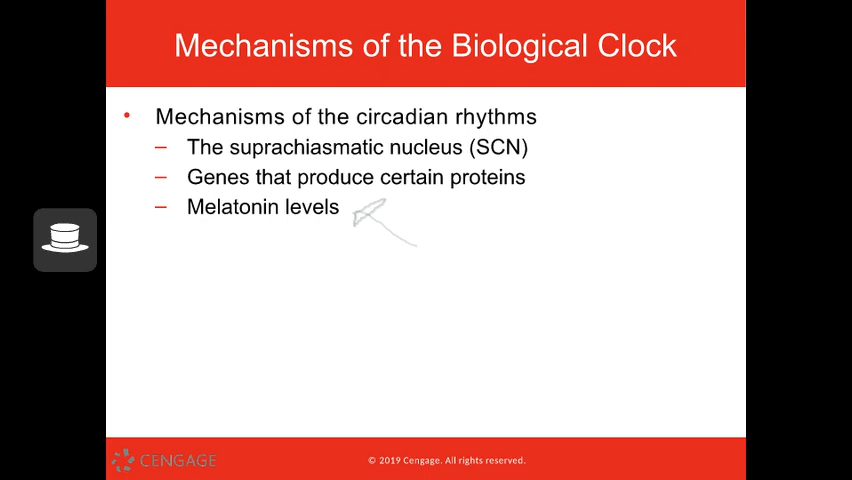 Mechanisms of the Biological Clock
• Mechanisms of the circadian rhythms
– The suprachiasmatic nucleus (SCN)
– Genes that produce certain proteins
– Melatonin levels
CENGAGE
© 2019 Cengage. All rights reserved.